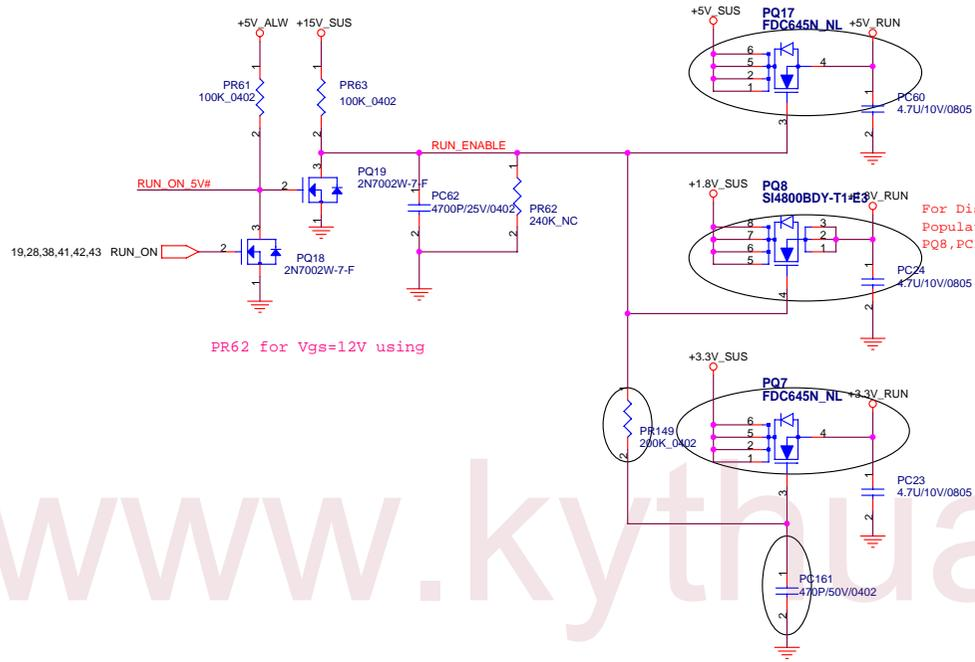 +5V_ALW +15V_SUS
PR61
100K_0402
1
2
PR63
100K_0402
1
2
RUN_ENABLE
RUN_ON_5V#
2
3
1
PQ19
2N7002W-7-F
19,28,38,41,42,43 RUN_ON
2
3
1
PQ18
2N7002W-7-F
1
2
PC62
4700P/25V/0402
1
2
PR62
240K_NC
PR62 for Vgs=12V using
+5V_SUS
PQ17
FDC645N_NL
+5V_RUN
6
5
2
1
4
3
1
2
PC60
4.7U/10V/0805
+1.8V_SUS
PQ8
SI4800BDY-T1-E3
8
7
6
5
3
2
1
4
1
2
PC24
4.7U/10V/0805
For Dis
Popula
PQ8,PC
+3.3V_SUS
PQ7
FDC645N_NL
+3.3V_RUN
6
5
2
1
4
3
1
2
PC23
4.7U/10V/0805
1
2
PR149
200K_0402
1
2
PC161
470P/50V/0402
www.kythua